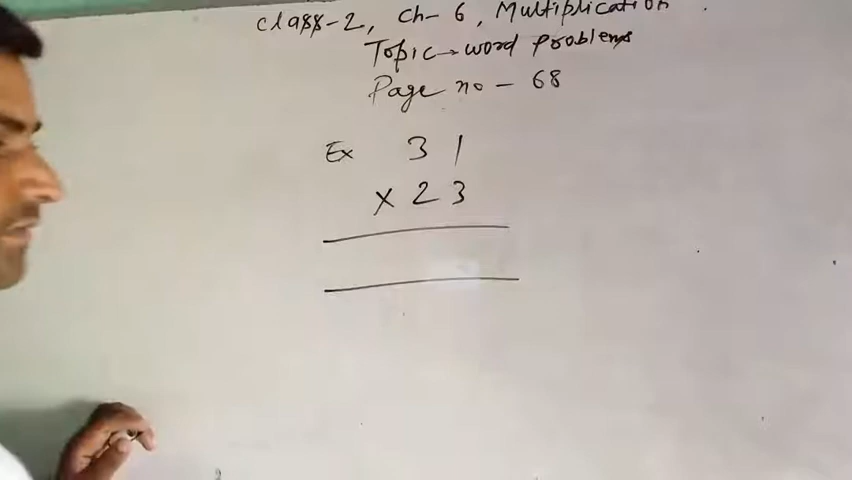 Class-2, Ch-6, Multiplication.
Topic→word Problems
Page no - 68
Ex 31
X 23